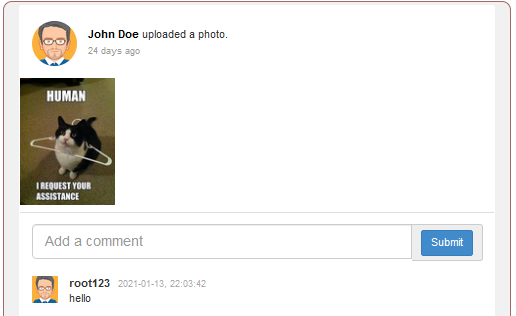 John Doe uploaded a photo.
24 days ago
HUMAN
I REQUEST YOUR
ASSISTANCE
Add a comment
Submit
root123 2021-01-13, 22:03:42
hello